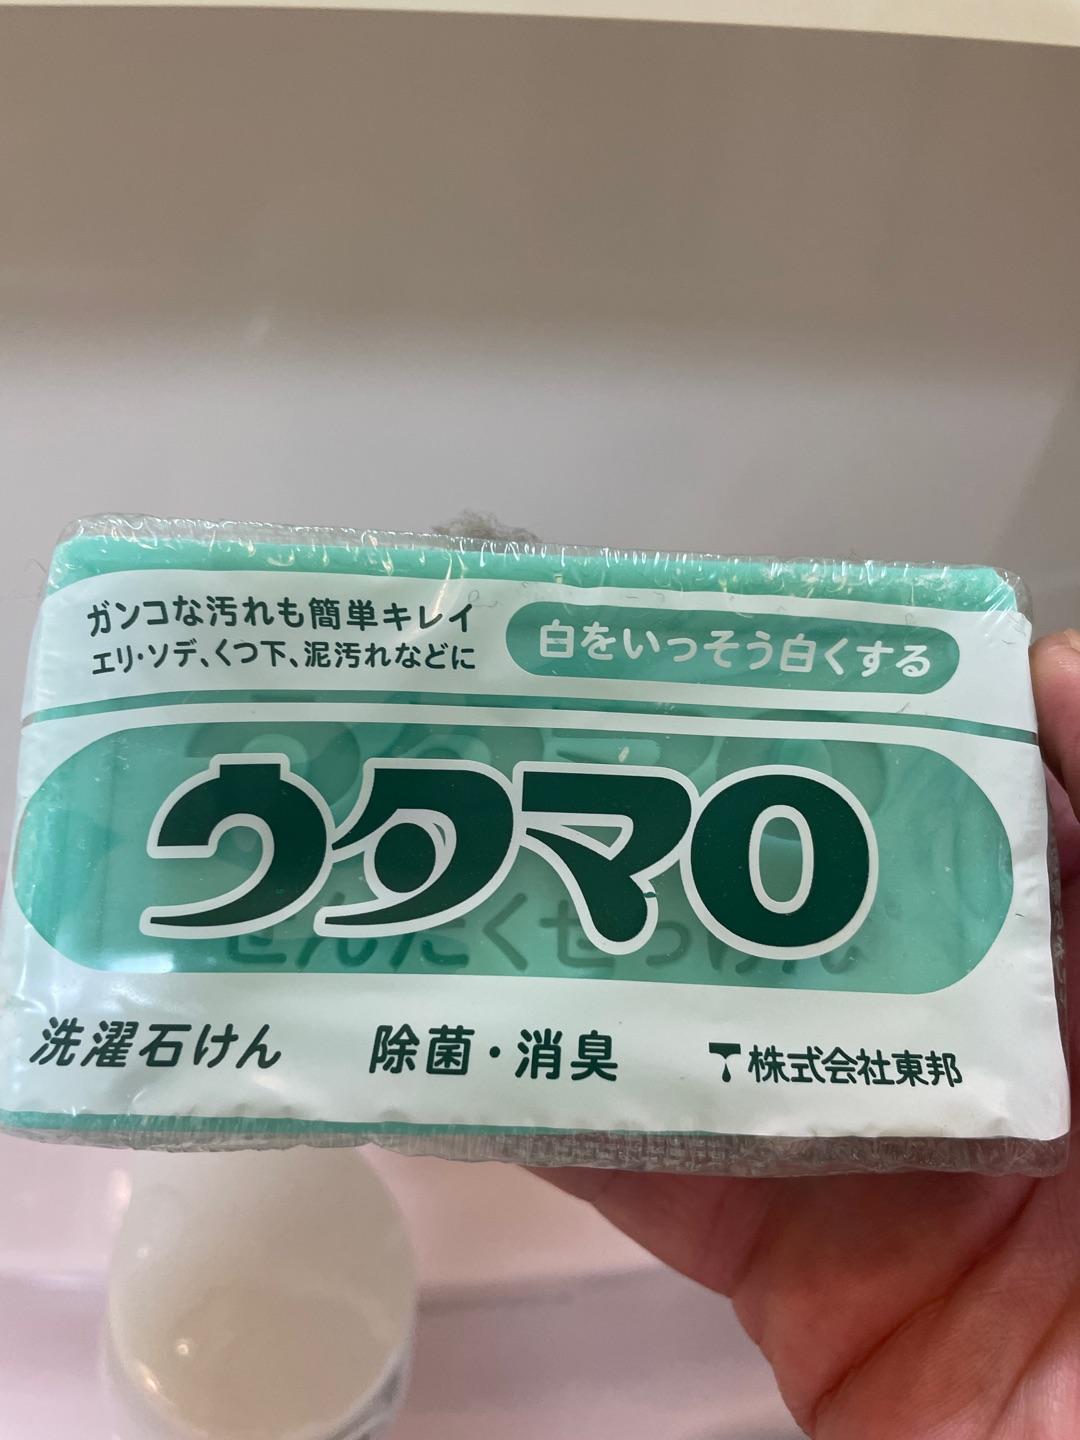 ガンコな汚れも簡単キレイ
エリ・ソデ、くつ下、泥汚れなどに
白をいっそう白くする
ウタマロ
せんたくせっけん
洗濯石けん
除菌・消臭
株式会社東邦